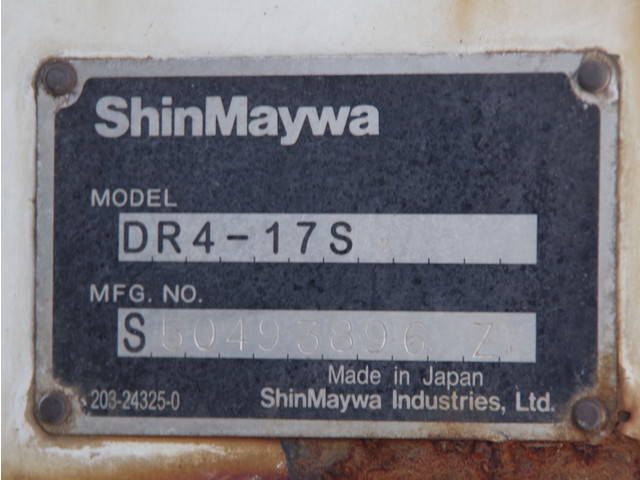 ShinMaywa
MODEL
DR4-17S
MFG. NO.
S50493896 Z
Made in Japan
203-24325-0
ShinMaywa Industries, Ltd.